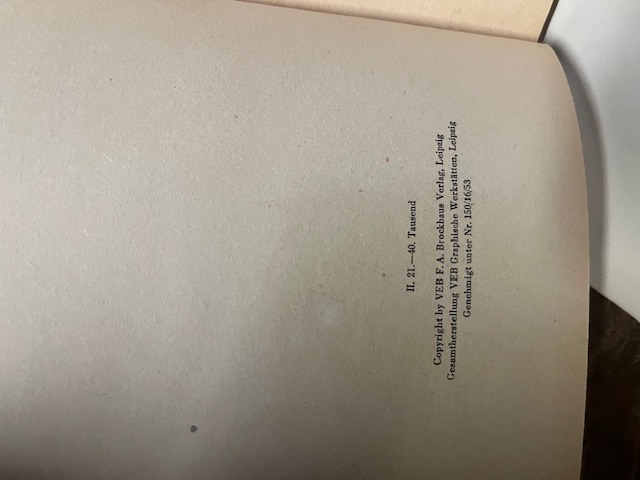 II. 21.—40. Tausend
Copyright by VEB F. A. Brockhaus Verlag, Leipzig
Gesamtherstellung VEB Graphische Werkstätten, Leipzig
Genehmigt unter Nr. 150/16/53